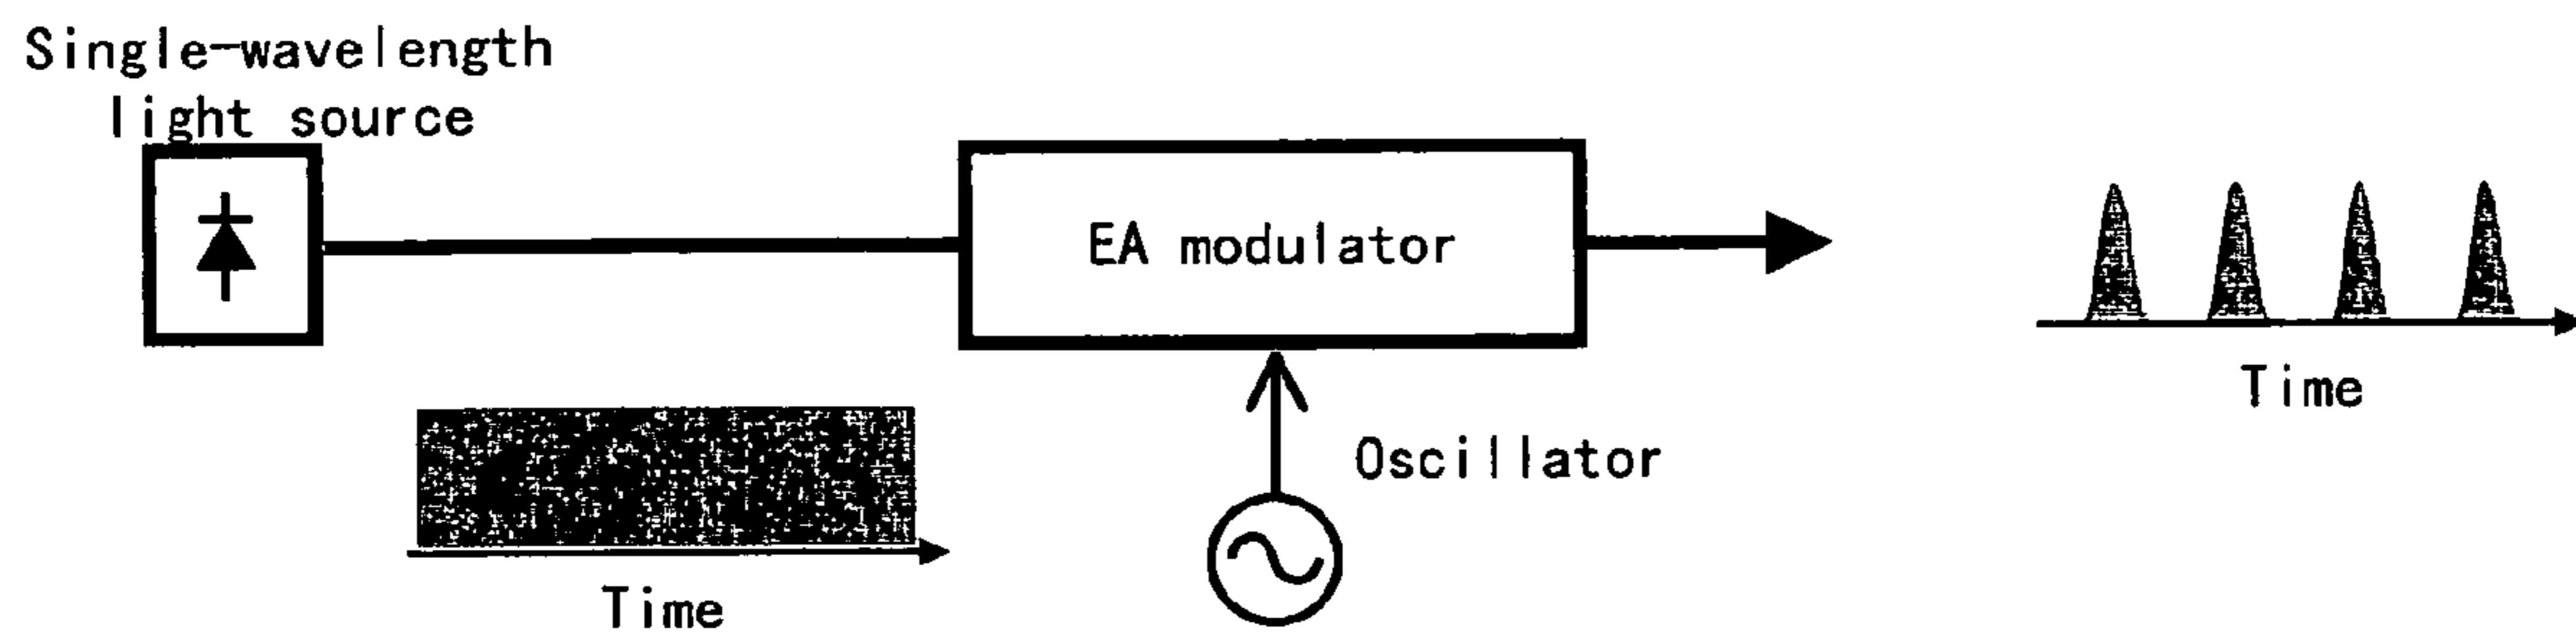 Single-wavelength
light source
EA modulator
Time
Oscillator
Time